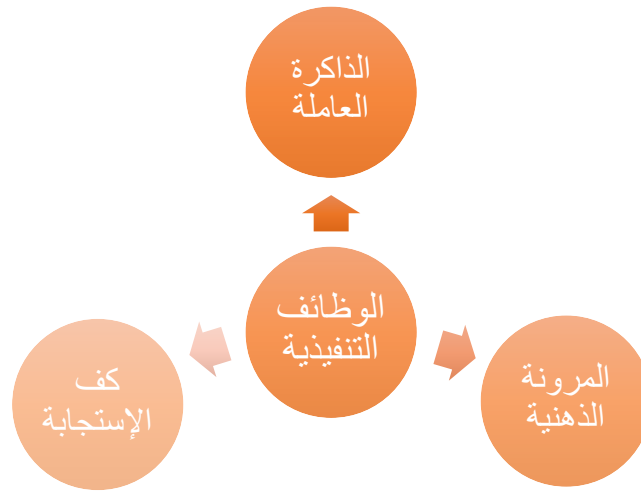 الذاكرة
العاملة
الوظائف
التنفيذية
المرونة
الذهنية
كف
الإستجابة